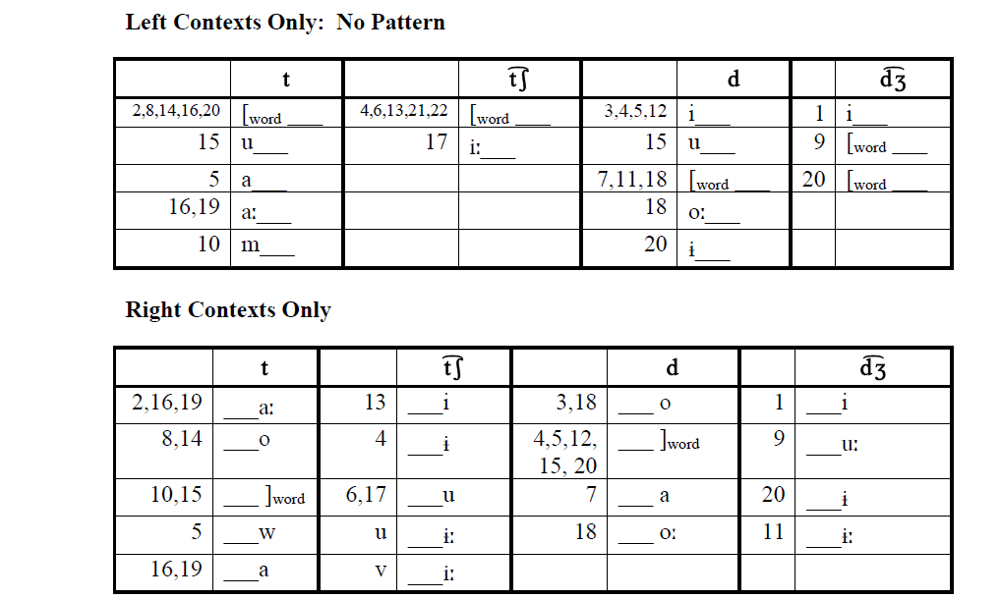 Left Contexts Only: No Pattern
t t͡ʃ d d͡ʒ
2,8,14,16,20 [word ___ 4,6,13,21,22 [word ___ 3,4,5,12 i___ 1 i___
15 u___ 17 iː___ 15 u___ 9 [word ___
5 a___ 7,11,18 [word ___ 20 [word ___
16,19 aː___ 18 oː___
10 m___ 20 ɨ___
Right Contexts Only
t t͡ʃ d d͡ʒ
2,16,19 ___aː 13 ___i 3,18 ___o 1 ___i
8,14 ___o 4 ___ɨ 4,5,12, ___]word 9 ___uː
15, 20
10,15 ___]word 6,17 ___u 7 ___a 20 ___ɨ
5 ___w u ___ɨː 18 ___oː 11 ___ɨː
16,19 ___a v ___iː